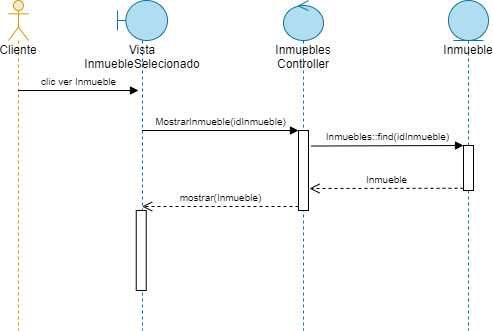 Cliente
Vista
InmuebleSelecionado
Inmuebles
Controller
Inmueble
clic ver Inmueble
MostrarInmueble(idInmueble)
Inmuebles::find(idInmueble)
Inmueble
mostrar(Inmueble)